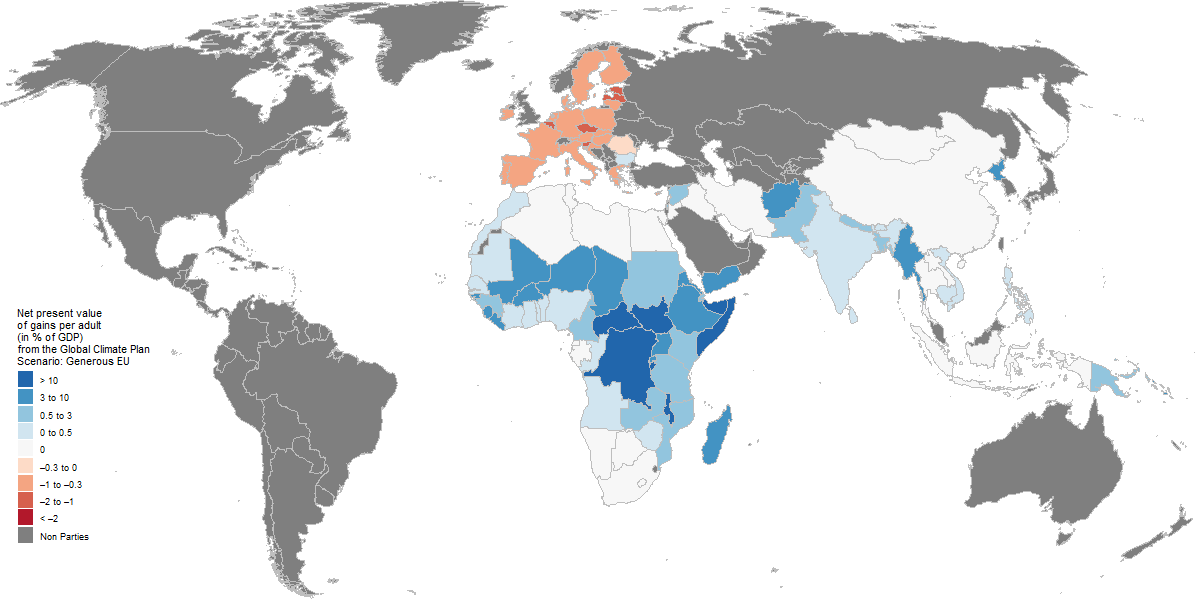 Net present value
of gains per adult
(in % of GDP)
from the Global Climate Plan
Scenario: Generous EU
> 10
3 to 10
0.5 to 3
0 to 0.5
0
–0.3 to 0
–1 to –0.3
–2 to –1
< –2
Non Parties